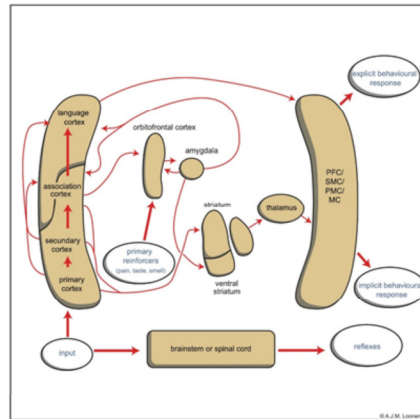 language
cortex
explicit behavioural
response
orbitofrontal cortex
amygdala
association
cortex
PFC/
SMC/
PMC/
MC
striatum
thalamus
secundary
cortex
primary
reinforcers
(pain, taste, smell)
primary
cortex
ventral
striatum
implicit behavioural
response
input
brainstem or spinal cord
reflexes
© A.J.M. Loonen